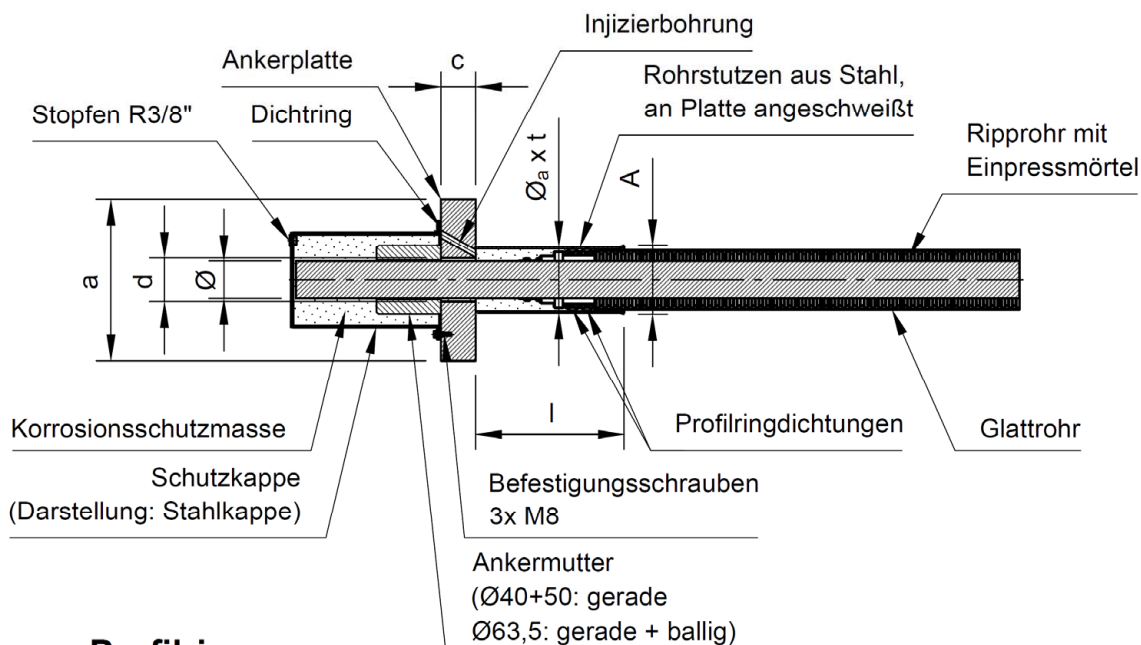 Injizierbohrung
Ankerplatte
c
Rohrstutzen aus Stahl,
an Platte angeschweißt
Stopfen R3/8"
Dichtring
Ripprohr mit
Einpressmörtel
Øa x t
A
a
d
Ø
l
Korrosionsschutzmasse
Profilringdichtungen
Glattrohr
Schutzkappe
(Darstellung: Stahlkappe)
Befestigungsschrauben
3x M8
Ankermutter
(Ø40+50: gerade
Ø63,5: gerade + ballig)